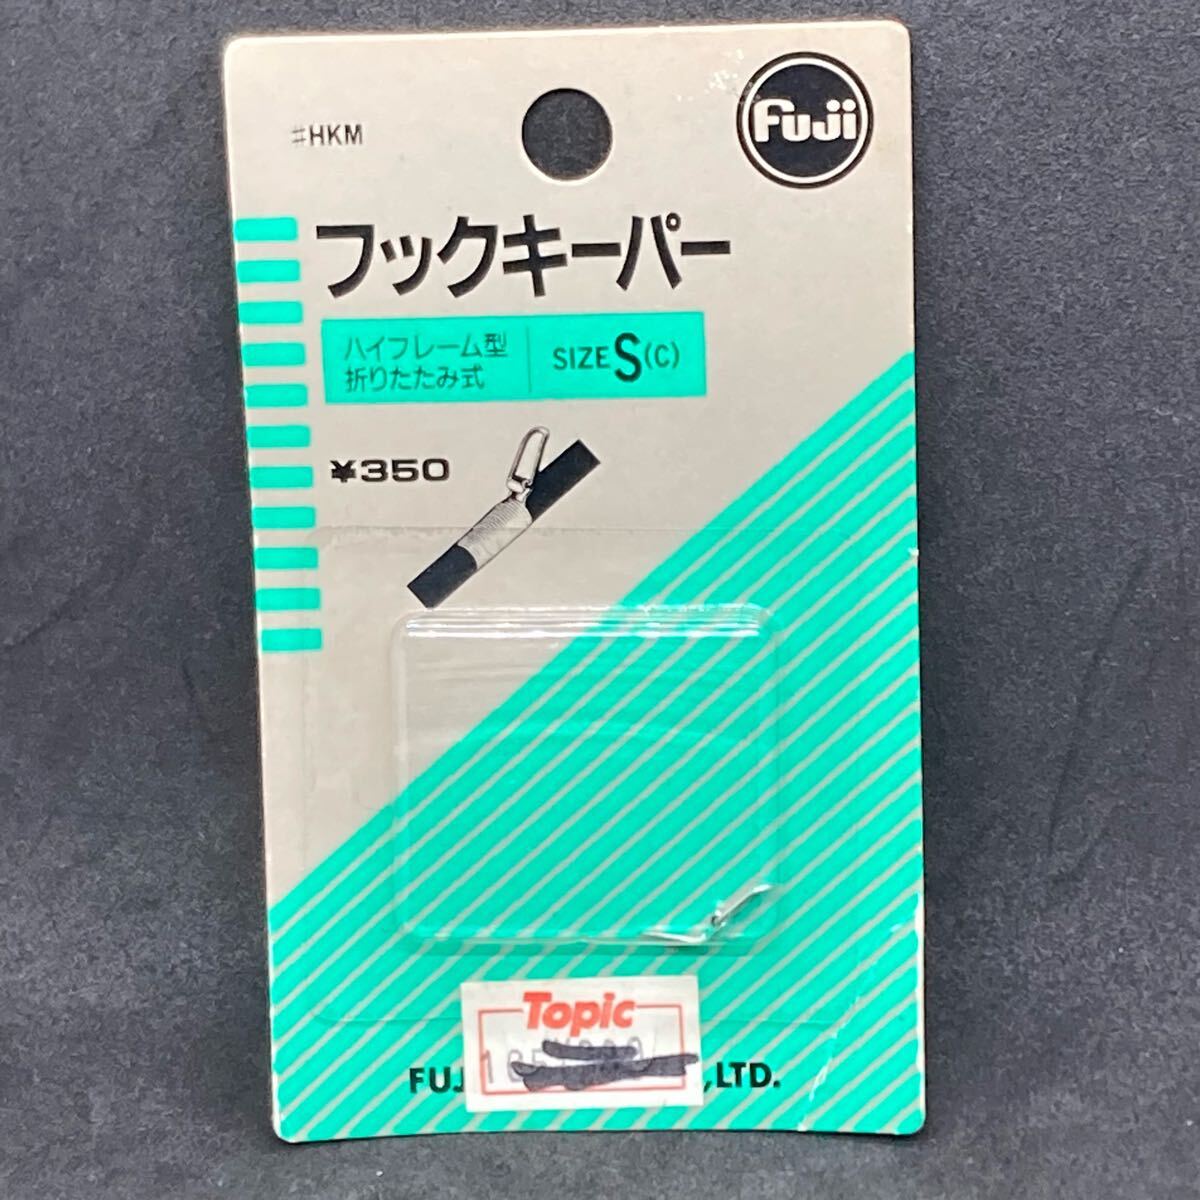 ♯HKM
Fuji
フックキーパー
ハイフレーム型
折りたたみ式
SIZE S(C)
¥350
Topic
,LTD.